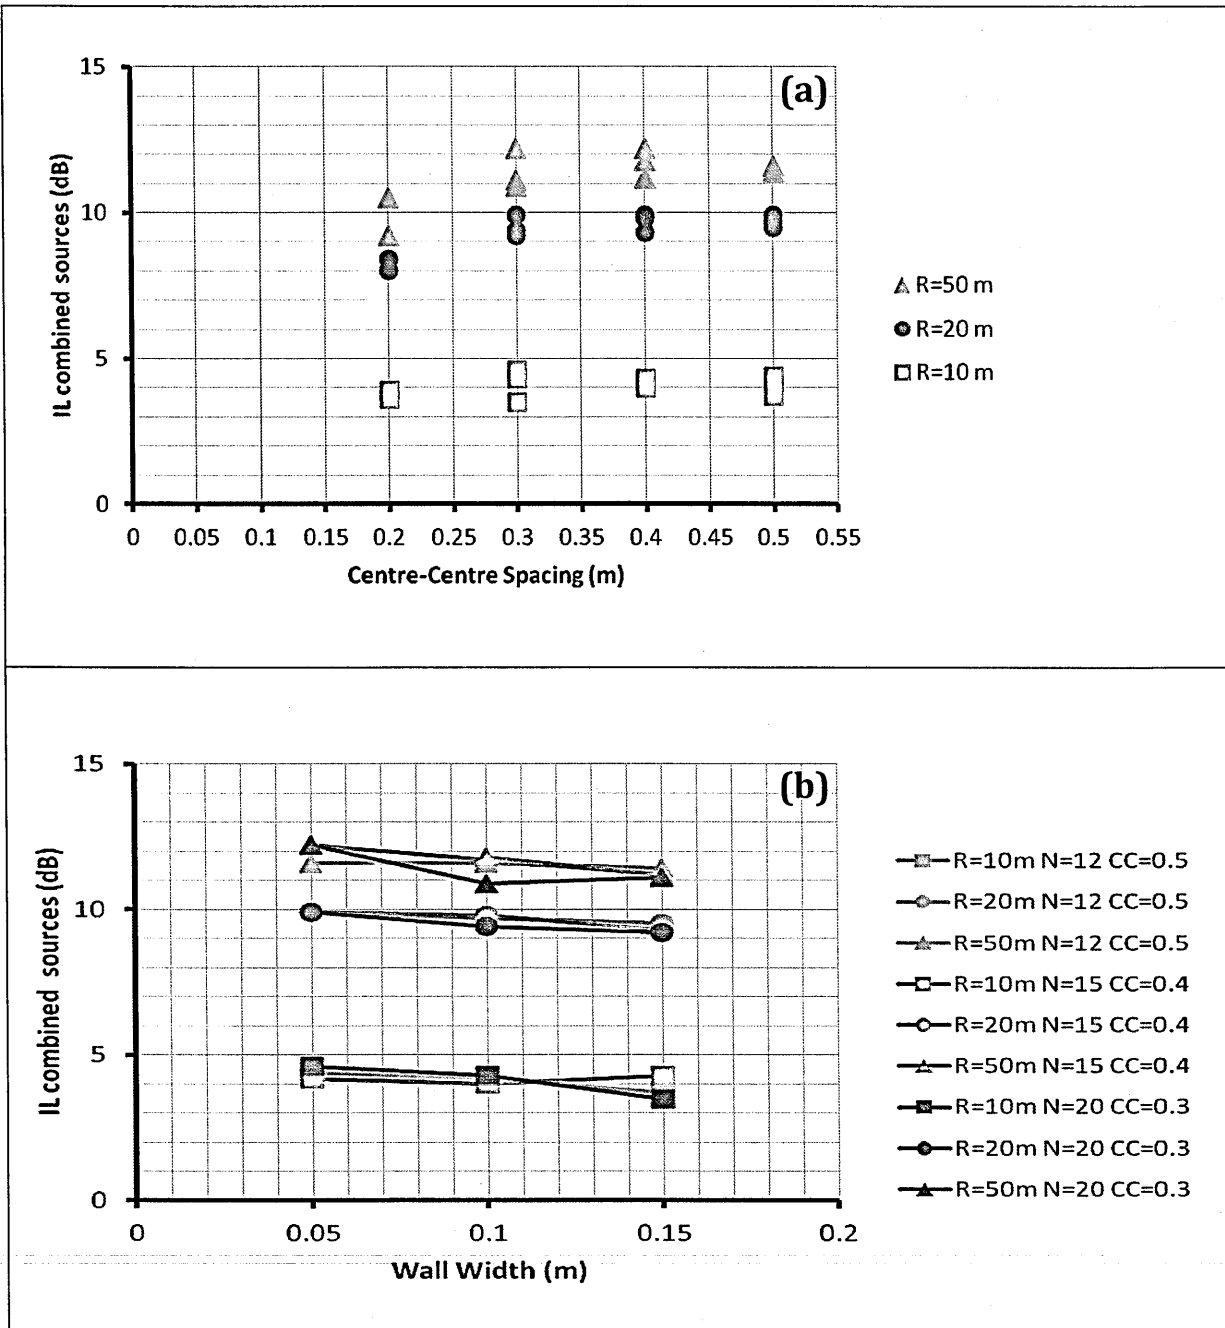 15
(a)
10
5
0
IL combined sources (dB)
0 0.05 0.1 0.15 0.2 0.25 0.3 0.35 0.4 0.45 0.5 0.55
Centre-Centre Spacing (m)
R=50 m
R=20 m
R=10 m
15
(b)
10
5
0
IL combined sources (dB)
0 0.05 0.1 0.15 0.2
Wall Width (m)
R=10m N=12 CC=0.5
R=20m N=12 CC=0.5
R=50m N=12 CC=0.5
R=10m N=15 CC=0.4
R=20m N=15 CC=0.4
R=50m N=15 CC=0.4
R=10m N=20 CC=0.3
R=20m N=20 CC=0.3
R=50m N=20 CC=0.3